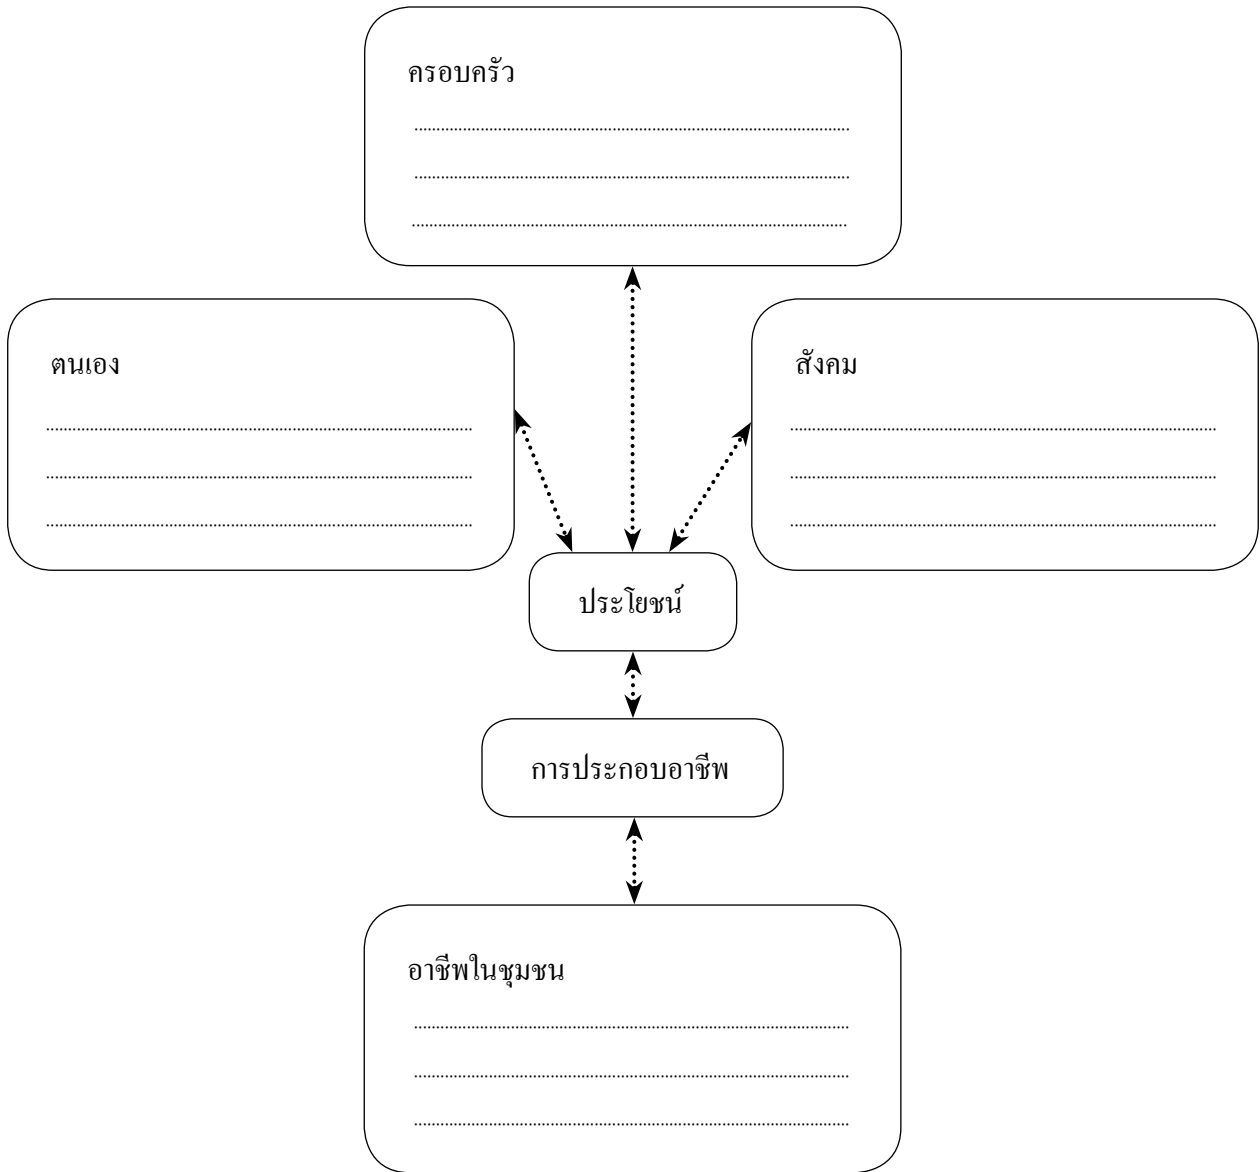 ครอบครัว
ตนเอง
สังคม
ประโยชน์
การประกอบอาชีพ
อาชีพในชุมชน